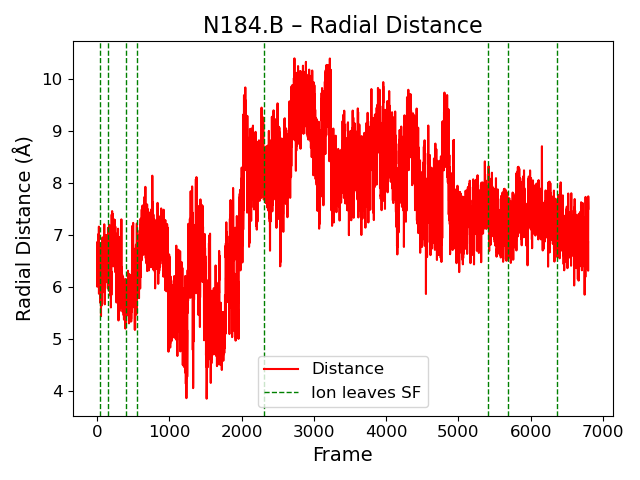 N184.B – Radial Distance
Radial Distance (Å)
10
9
8
7
6
5
4
Distance
Ion leaves SF
0 1000 2000 3000 4000 5000 6000 7000
Frame